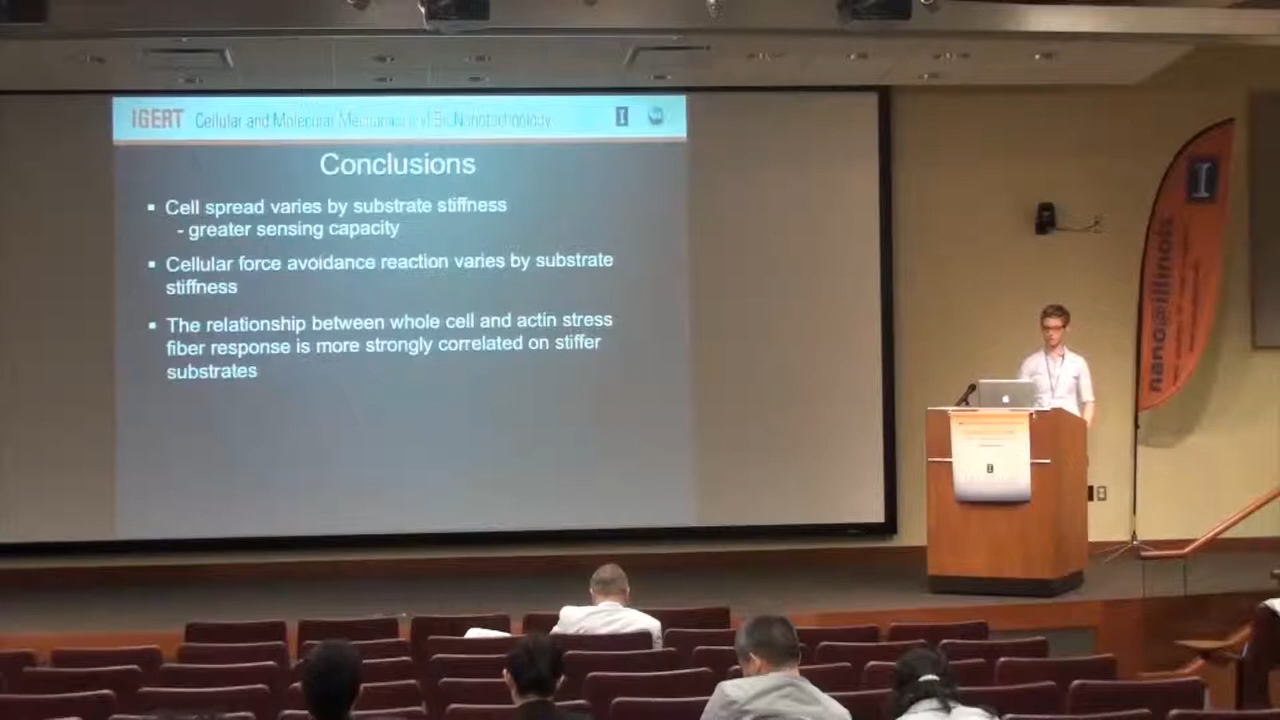 IGERT Cellular and Molecular Mechanics and BioNanotechnology
I
Conclusions
▪ Cell spread varies by substrate stiffness
- greater sensing capacity
▪ Cellular force avoidance reaction varies by substrate
stiffness
▪ The relationship between whole cell and actin stress
fiber response is more strongly correlated on stiffer
substrates
I
nano@illinois
I